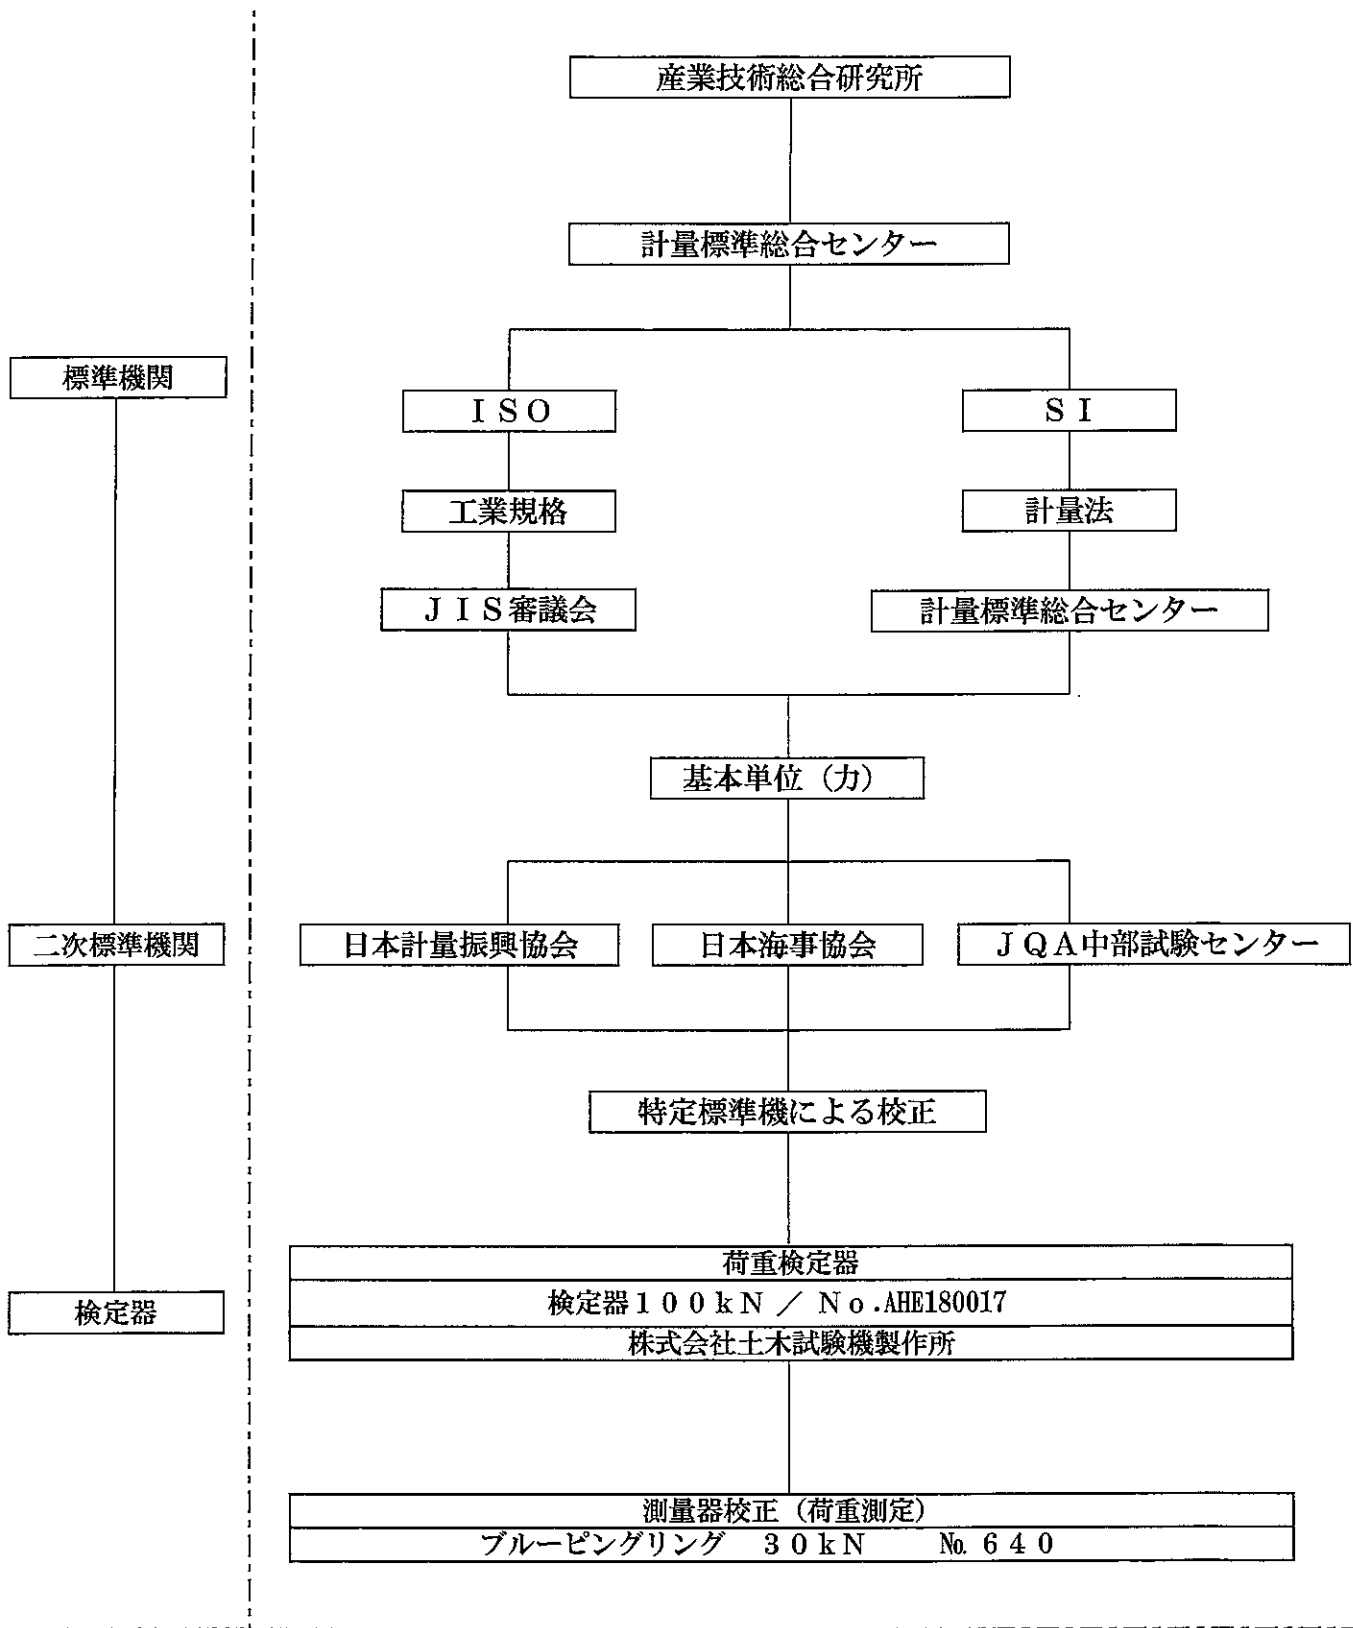 産業技術総合研究所
計量標準総合センター
標準機関
ISO
SI
工業規格
計量法
JIS審議会
計量標準総合センター
基本単位(力)
二次標準機関
日本計量振興協会
日本海事協会
JQA中部試験センター
特定標準機による校正
検定器
荷重検定器
検定器100kN / No.AHE180017
株式会社土木試験機製作所
測量器校正(荷重測定)
ブルーピングリング 30kN № 640